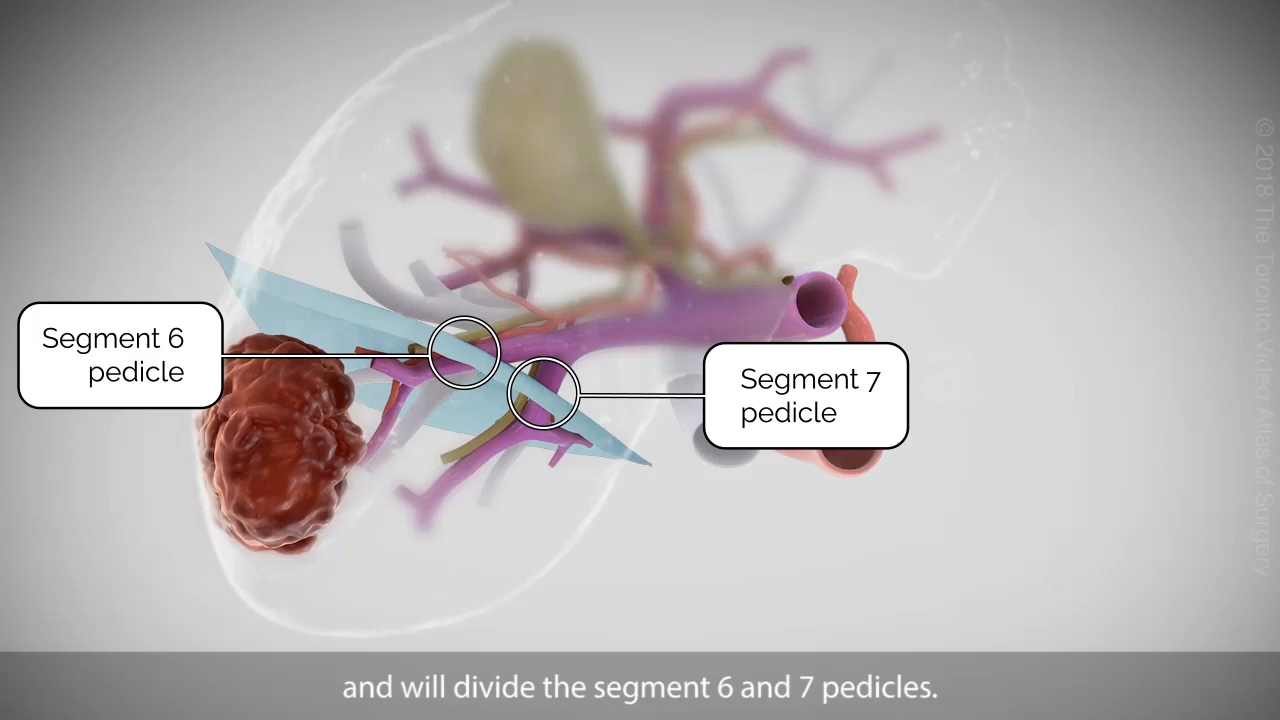 Segment 6
pedicle
Segment 7
pedicle
© 2018 The Toronto Video Atlas of Surgery
and will divide the segment 6 and 7 pedicles.